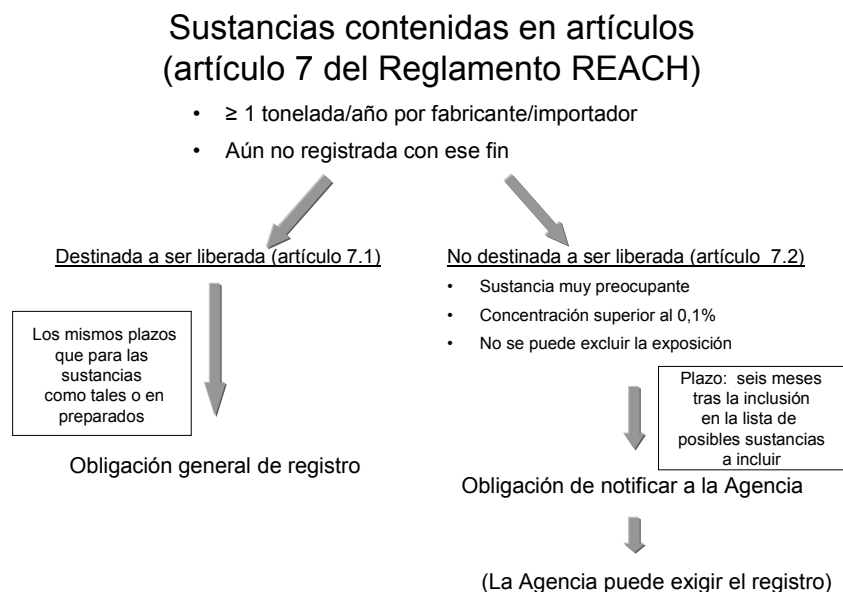 Sustancias contenidas en artículos
(artículo 7 del Reglamento REACH)
• ≥ 1 tonelada/año por fabricante/importador
• Aún no registrada con ese fin
Destinada a ser liberada (artículo 7.1)
Los mismos plazos
que para las
sustancias
como tales o en
preparados
Obligación general de registro
No destinada a ser liberada (artículo 7.2)
• Sustancia muy preocupante
• Concentración superior al 0,1%
• No se puede excluir la exposición
Plazo: seis meses
tras la inclusión
en la lista de
posibles sustancias
a incluir
Obligación de notificar a la Agencia
(La Agencia puede exigir el registro)